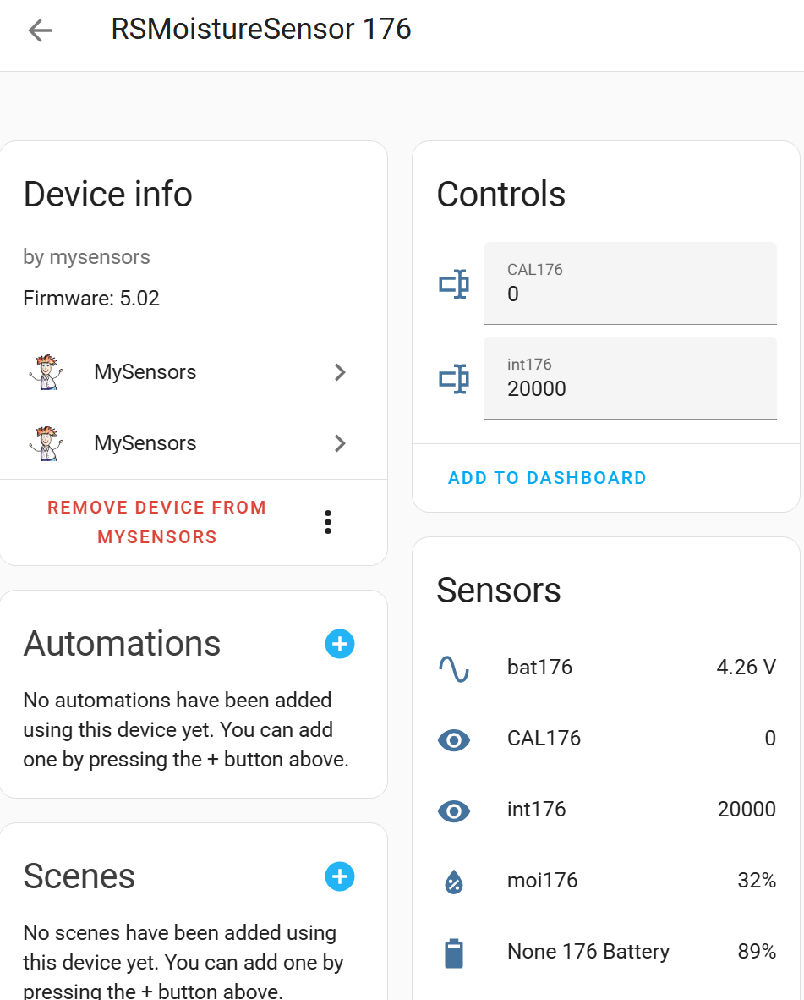 RSMoistureSensor 176
Device info
by mysensors
Firmware: 5.02
MySensors
MySensors
REMOVE DEVICE FROM
MYSENSORS
Automations
No automations have been added
using this device yet. You can add
one by pressing the + button above.
Scenes
No scenes have been added using
this device yet. You can add one by
pressing the + button above.
Controls
CAL176
0
int176
20000
ADD TO DASHBOARD
Sensors
bat176 4.26 V
CAL176 0
int176 20000
moi176 32%
None 176 Battery 89%